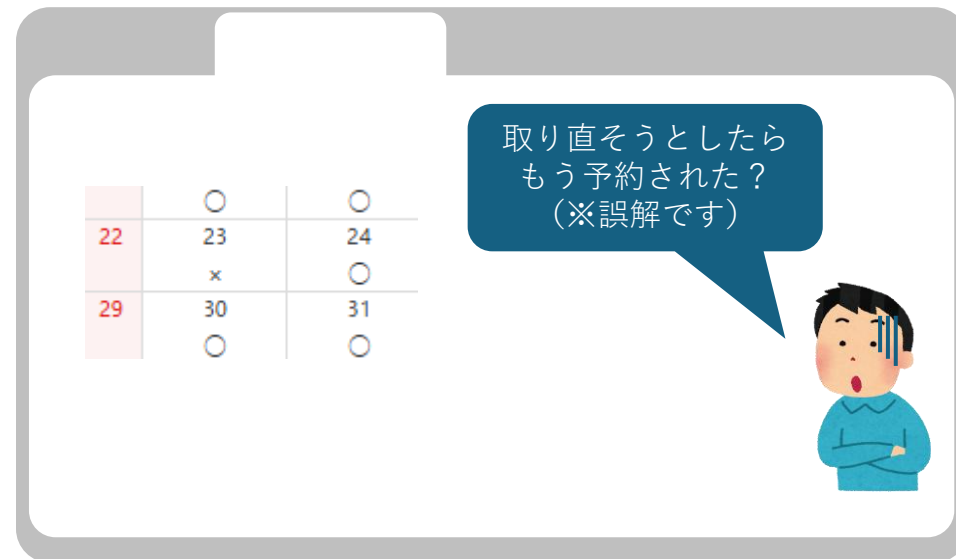 ○ ○
22 23 24
× ○
29 30 31
○ ○
取り直そうとしたら
もう予約された？
（※誤解です）